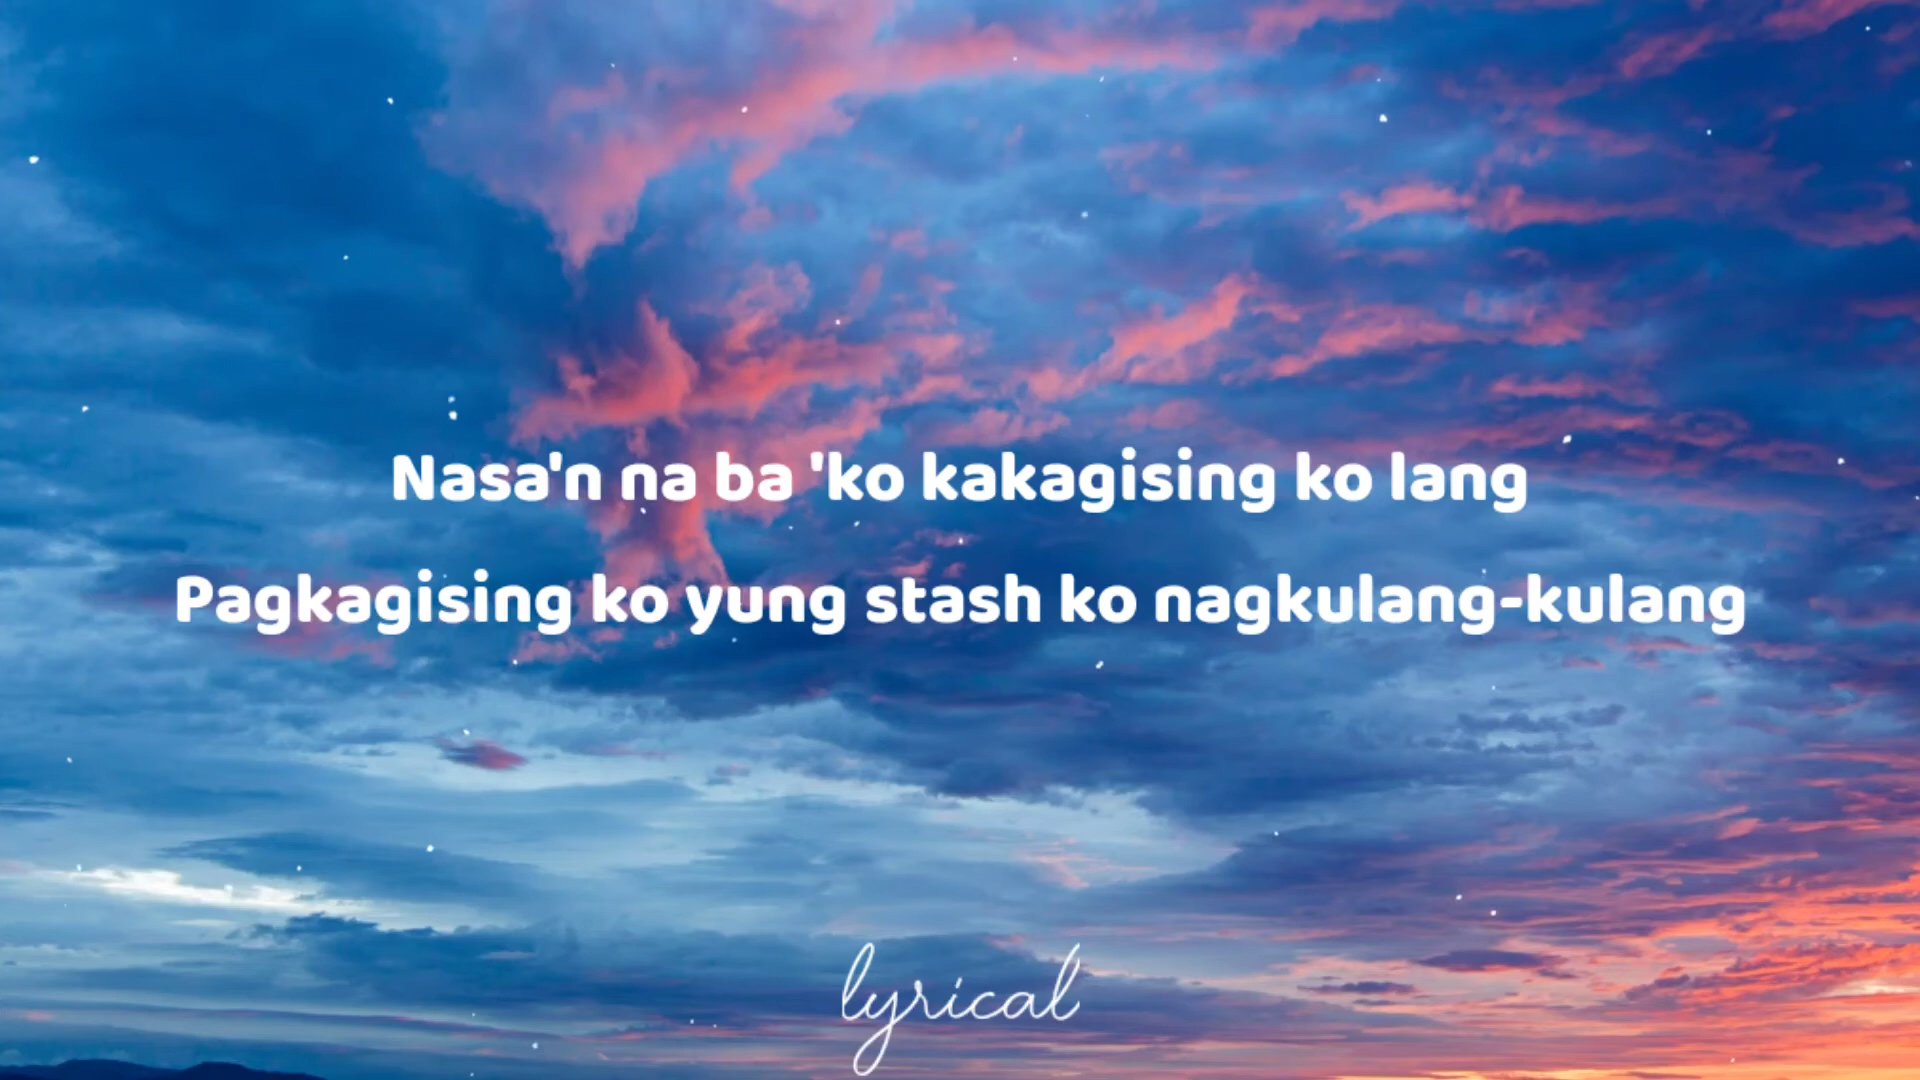 Nasa'n na ba 'ko kakagising ko lang
Pagkagising ko yung stash ko nagkulang-kulang
lyrical